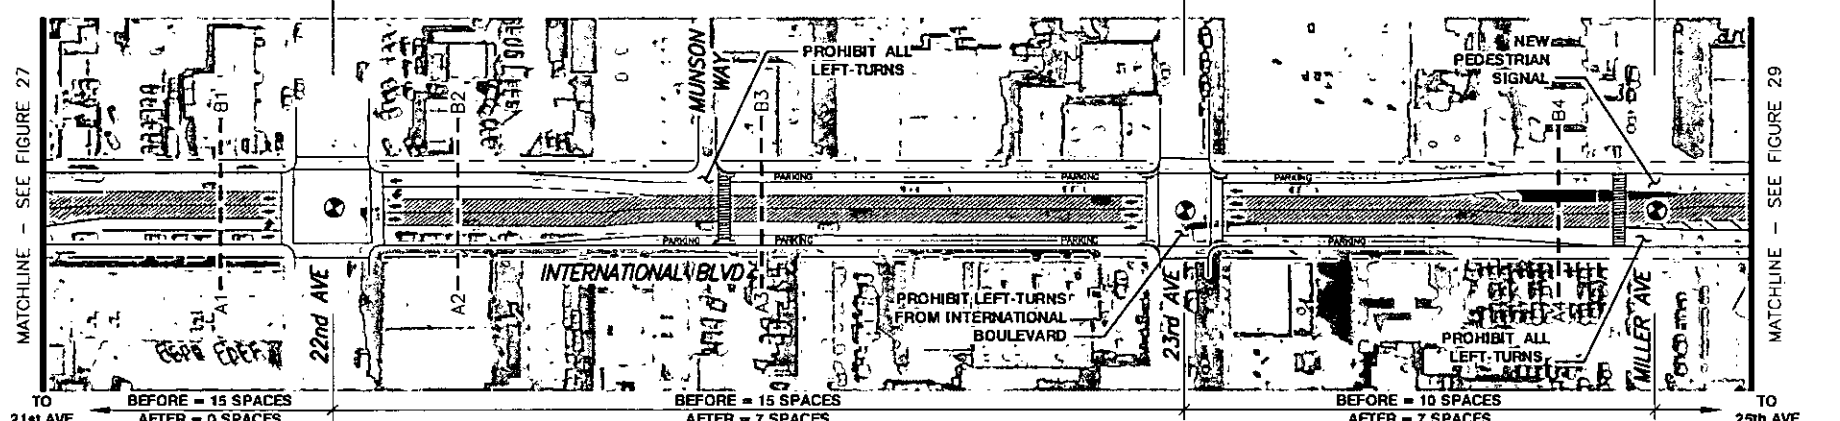 MATCHLINE - SEE FIGURE 27
B1
B2
MUNSON
WAY
B3
PROHIBIT ALL
LEFT-TURNS
NEW
PEDESTRIAN
SIGNAL
B4
MATCHLINE - SEE FIGURE 29
PARKING
PARKING
PARKING
PARKING
PARKING
PARKING
PARKING
INTERNATIONAL BLVD
A1
22nd AVE
A2
A3
PROHIBIT LEFT-TURNS
FROM INTERNATIONAL
BOULEVARD
23rd AVE
A4
PROHIBIT ALL
LEFT-TURNS
MILLER AVE
TO
21st AVE
BEFORE = 15 SPACES
AFTER = 0 SPACES
BEFORE = 15 SPACES
AFTER = 7 SPACES
BEFORE = 10 SPACES
AFTER = 7 SPACES
TO
25th AVE